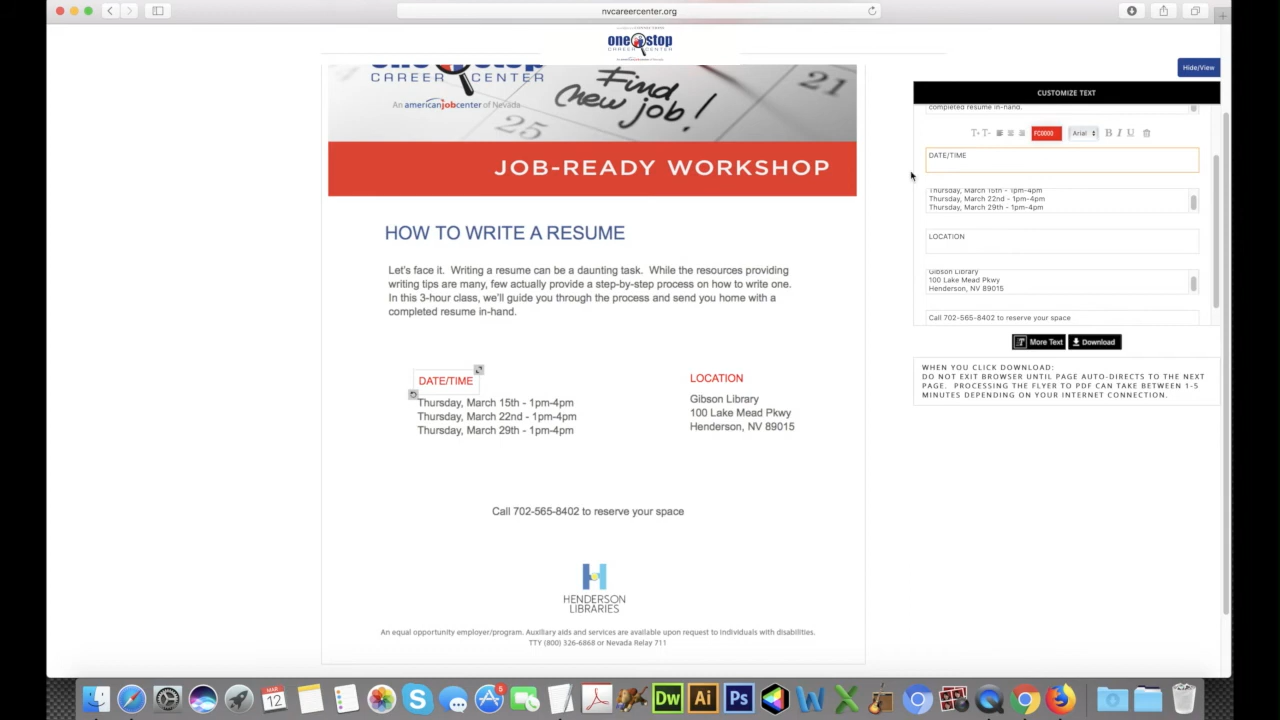 nvcareercenter.org
one stop
CAREER CENTER
Hide/View
one stop
CAREER CENTER
An americanjobcenter of Nevada
Find
new job!
21
25
JOB-READY WORKSHOP
HOW TO WRITE A RESUME
Let's face it. Writing a resume can be a daunting task. While the resources providing
writing tips are many, few actually provide a step-by-step process on how to write one.
In this 3-hour class, we'll guide you through the process and send you home with a
completed resume in-hand.
DATE/TIME
Thursday, March 15th - 1pm-4pm
Thursday, March 22nd - 1pm-4pm
Thursday, March 29th - 1pm-4pm
LOCATION
Gibson Library
100 Lake Mead Pkwy
Henderson, NV 89015
Call 702-565-8402 to reserve your space
HENDERSON
LIBRARIES
An equal opportunity employer/program. Auxiliary aids and services are available upon request to individuals with disabilities.
TTY (800) 326-6868 or Nevada Relay 711
CUSTOMIZE TEXT
completed resume in-hand.
T+ T- FC0000 Arial B I U
DATE/TIME
Thursday, March 15th - 1pm-4pm
Thursday, March 22nd - 1pm-4pm
Thursday, March 29th - 1pm-4pm
LOCATION
Gibson Library
100 Lake Mead Pkwy
Henderson, NV 89015
Call 702-565-8402 to reserve your space
More Text Download
WHEN YOU CLICK DOWNLOAD:
DO NOT EXIT BROWSER UNTIL PAGE AUTO-DIRECTS TO THE NEXT
PAGE. PROCESSING THE FLYER TO PDF CAN TAKE BETWEEN 1-5
MINUTES DEPENDING ON YOUR INTERNET CONNECTION.
MAR
12
5
Dw Ai Ps